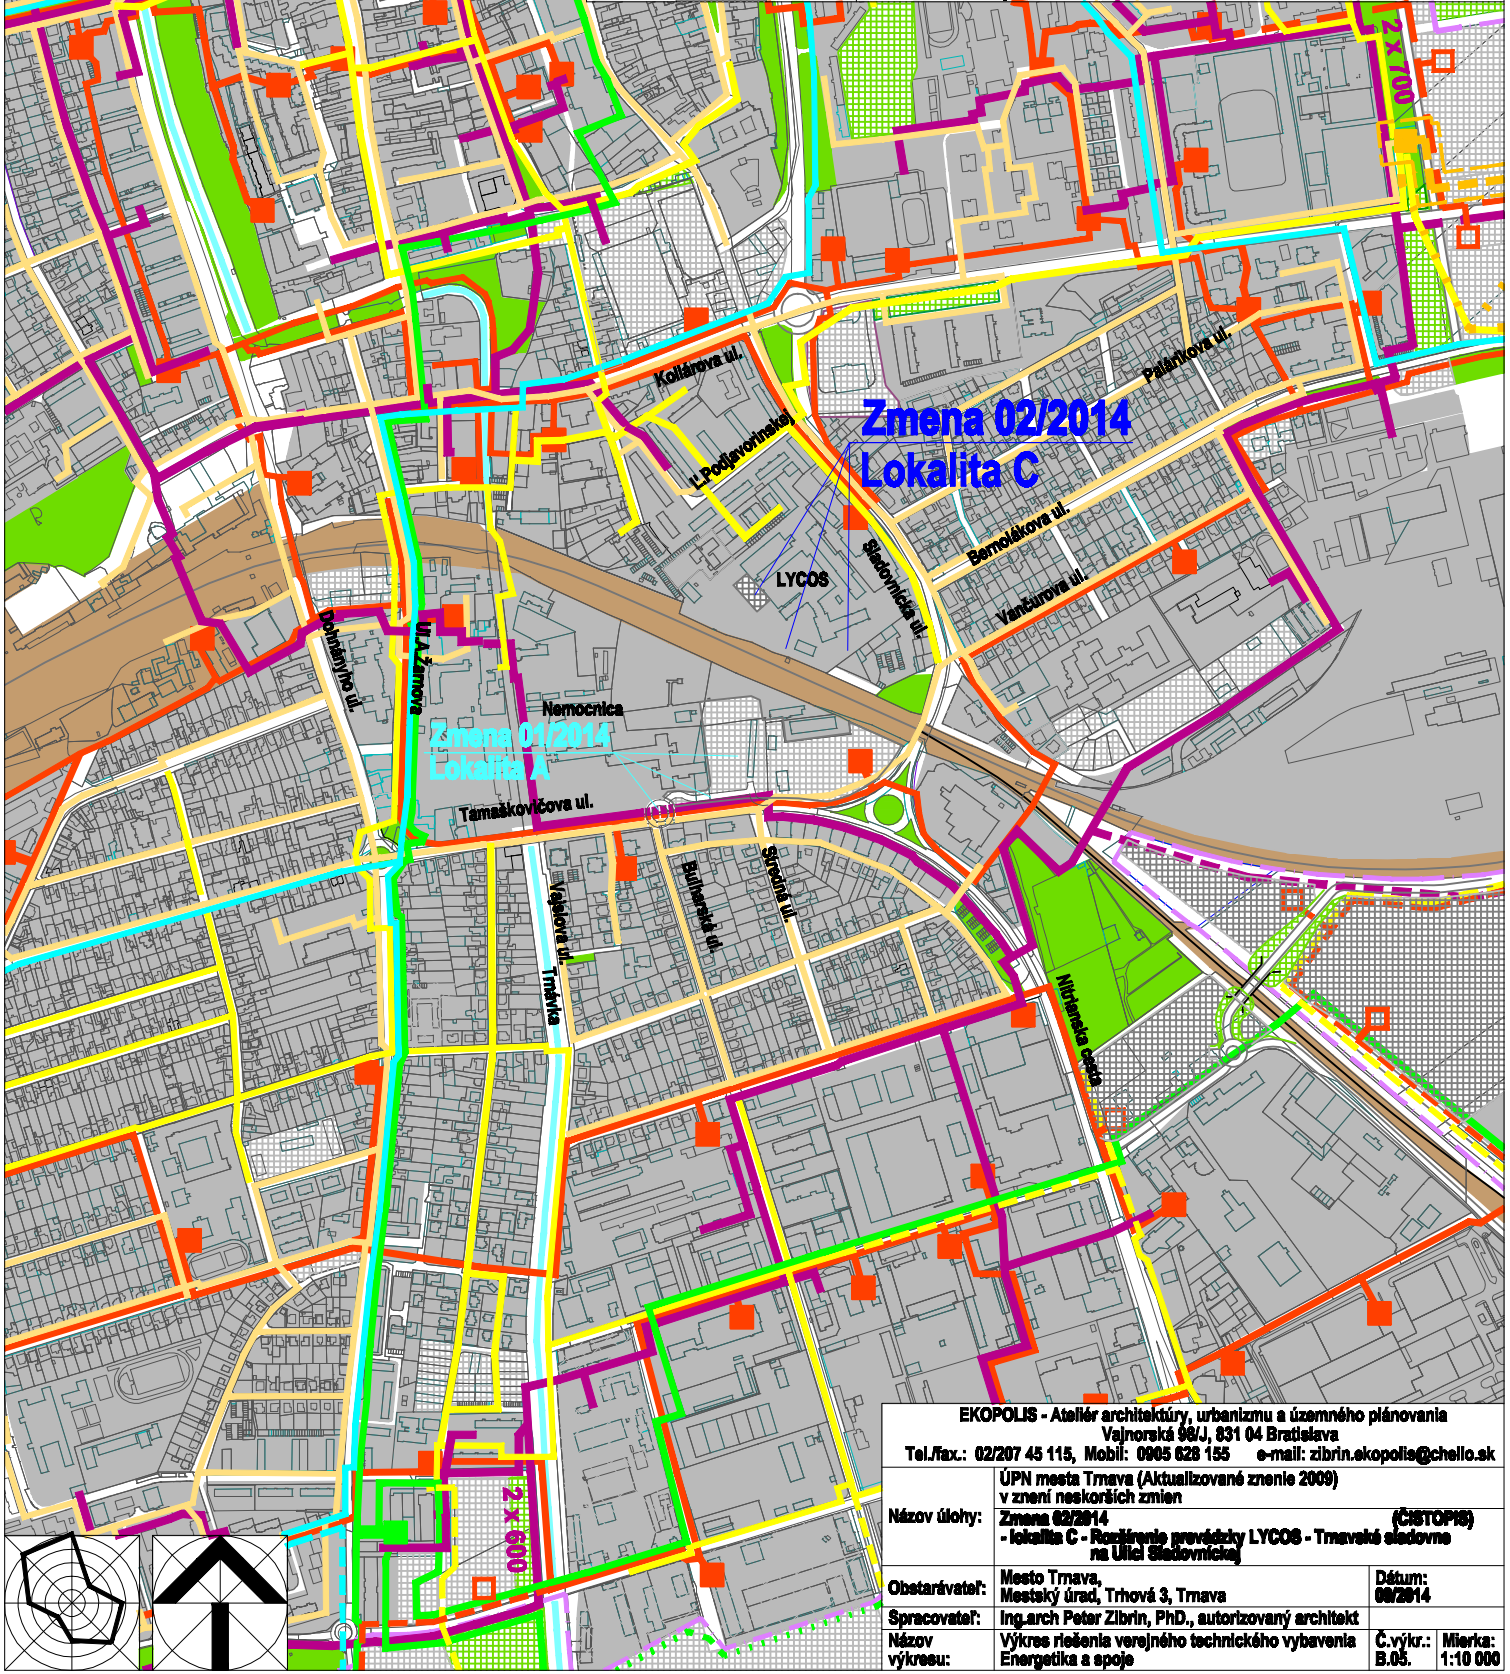 2 x 700
Kollárova ul.
Palárikova ul.
Zmena 02/2014
Lokalita C
Ľ.Podjavorinskej
Bernolákova ul.
Sladovnícka ul.
LYCOS
Vančurova ul.
Dohnányho ul.
Ul.A.Žarnova
Nemocnica
Zmena 01/2014
Lokalita A
Tamaškovičova ul.
Vajslova ul.
Bulharská ul.
Stredná ul.
Trnávka
Nitrianska cesta
2 x 600
EKOPOLIS - Ateliér architektúry, urbanizmu a územného plánovania
Vajnorská 98/J, 831 04 Bratislava
Tel./fax.: 02/207 45 115, Mobil: 0905 628 155 e-mail: zibrin.ekopolis@chello.sk
Názov úlohy:
ÚPN mesta Trnava (Aktualizované znenie 2009)
v znení neskorších zmien
Zmena 02/2014 (ČISTOPIS)
- lokalita C - Rozšírenie prevádzky LYCOS - Trnavské sladovne
na Ulici Sladovníckej
Obstarávateľ:
Mesto Trnava,
Mestský úrad, Trhová 3, Trnava
Dátum:
09/2014
Spracovateľ:
Ing.arch Peter Zibrin, PhD., autorizovaný architekt
Názov
výkresu:
Výkres riešenia verejného technického vybavenia
Energetika a spoje
Č.výkr.:
B.05.
Mierka:
1:10 000